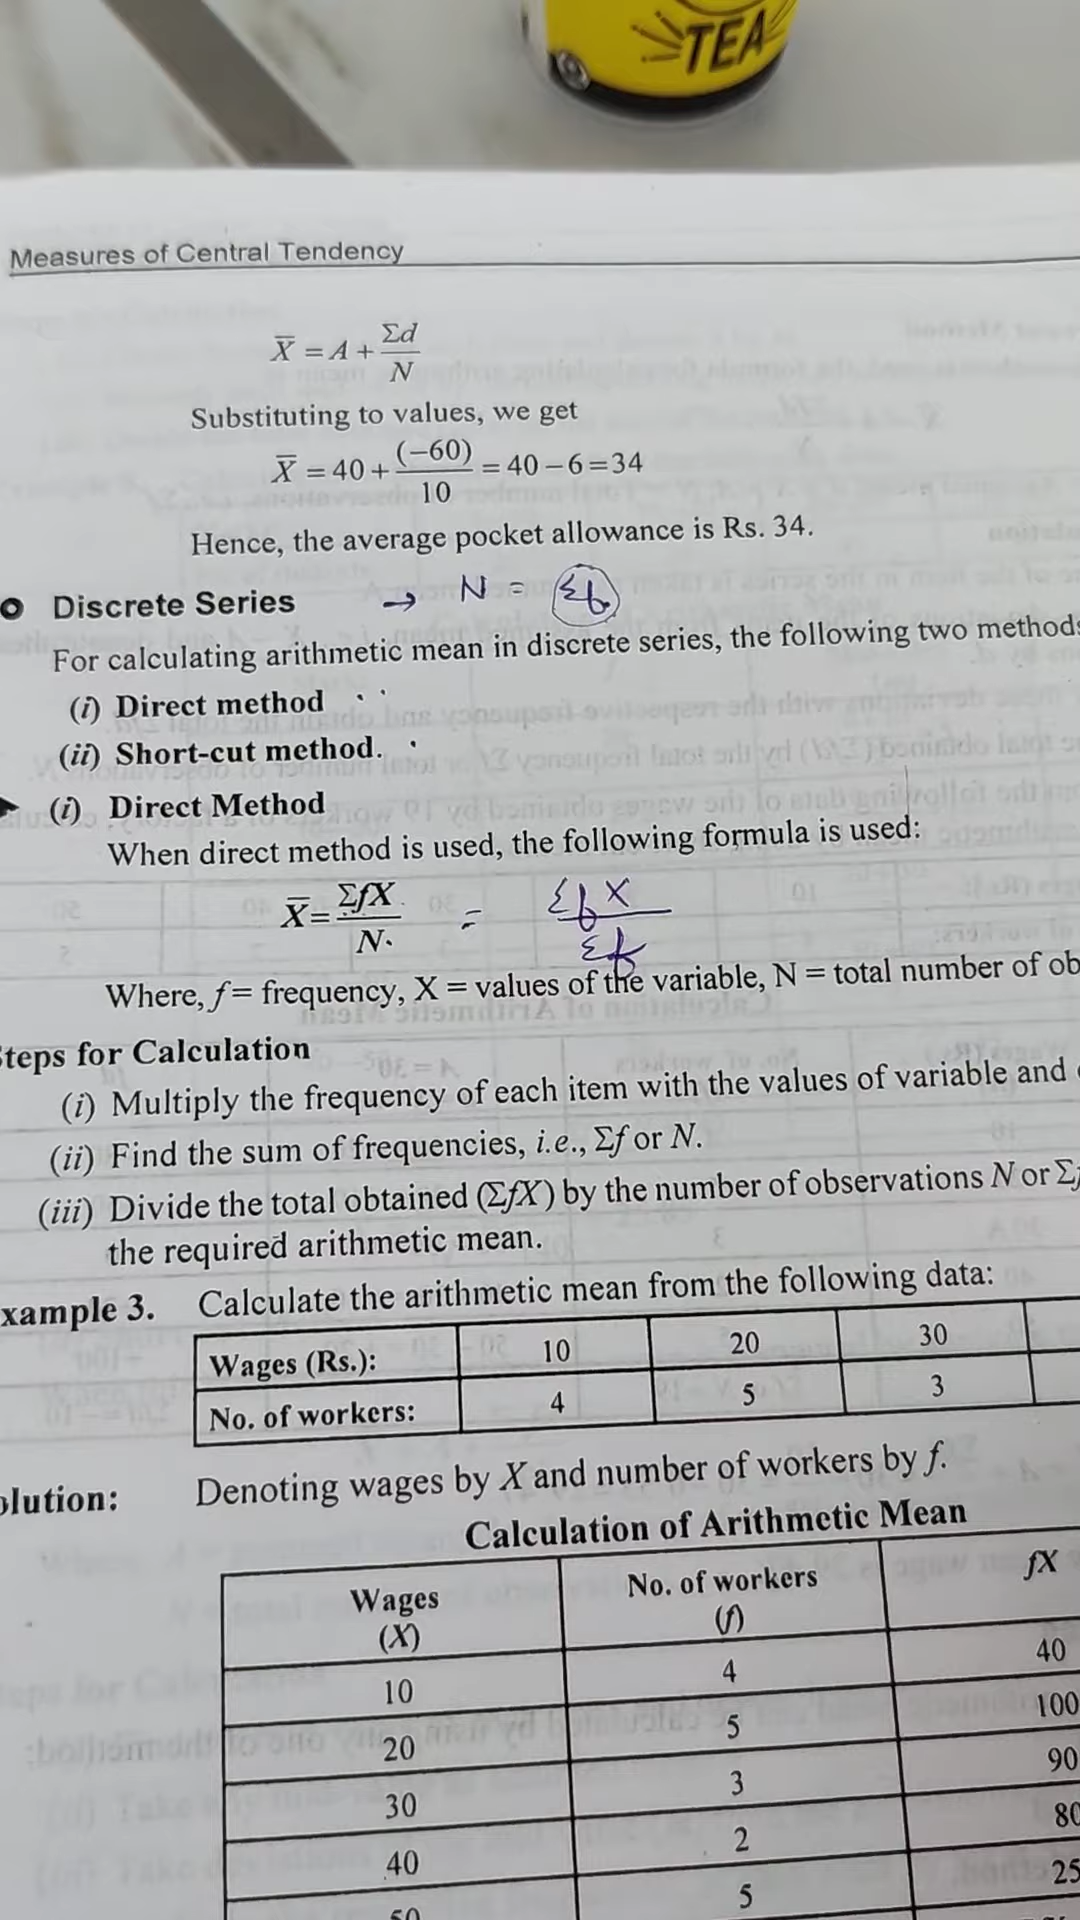 TEA
Measures of Central Tendency
X̄ = A + Σd/N
Substituting to values, we get
X̄ = 40 + (−60)/10 = 40 − 6 = 34
Hence, the average pocket allowance is Rs. 34.
Discrete Series → N = Σf
For calculating arithmetic mean in discrete series, the following two methods
(i) Direct method
(ii) Short-cut method.
(i) Direct Method
When direct method is used, the following formula is used:
X̄ = ΣfX/N = ΣfX/Σf
Where, f = frequency, X = values of the variable, N = total number of ob
Steps for Calculation
(i) Multiply the frequency of each item with the values of variable and
(ii) Find the sum of frequencies, i.e., Σf or N.
(iii) Divide the total obtained (ΣfX) by the number of observations N or Σf
the required arithmetic mean.
xample 3. Calculate the arithmetic mean from the following data:
Wages (Rs.): 10 20 30
No. of workers: 4 5 3
olution: Denoting wages by X and number of workers by f.
Calculation of Arithmetic Mean
Wages (X) No. of workers (f) fX
10 4 40
20 5 100
30 3 90
40 2 80
50 5 25